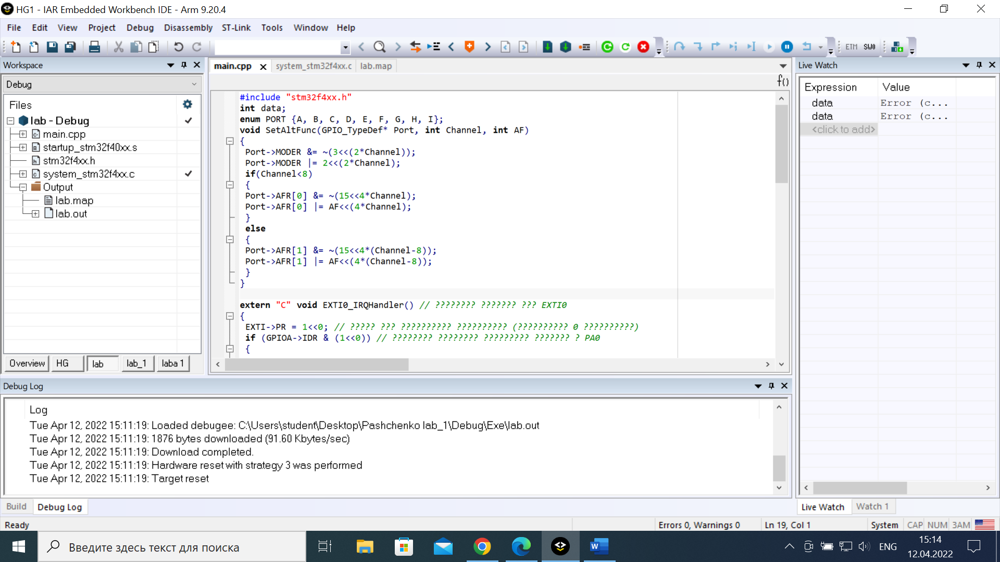 HG1 - IAR Embedded Workbench IDE - Arm 9.20.4
File Edit View Project Debug Disassembly ST-Link Tools Window Help
ETM SWO
Workspace
Debug
Files
lab - Debug
main.cpp
startup_stm32f40xx.s
stm32f4xx.h
system_stm32f4xx.c
Output
lab.map
lab.out
Overview HG lab lab_1 laba 1
main.cpp system_stm32f4xx.c lab.map
f()
#include "stm32f4xx.h"
int data;
enum PORT {A, B, C, D, E, F, G, H, I};
void SetAltFunc(GPIO_TypeDef* Port, int Channel, int AF)
{
Port->MODER &= ~(3<<(2*Channel));
Port->MODER |= 2<<(2*Channel);
if(Channel<8)
{
Port->AFR[0] &= ~(15<<4*Channel);
Port->AFR[0] |= AF<<(4*Channel);
}
else
{
Port->AFR[1] &= ~(15<<4*(Channel-8));
Port->AFR[1] |= AF<<(4*(Channel-8));
}
}
extern "C" void EXTI0_IRQHandler() // ???????? ??????? ??? EXTI0
{
EXTI->PR = 1<<0; // ????? ??? ?????????? ?????????? (?????????? 0 ??????????)
if (GPIOA->IDR & (1<<0)) // ???????? ???????? ????????? ??????? ? PA0
{
Live Watch
Expression Value
data Error (c...
data Error (c...
<click to add>
Live Watch Watch 1
Debug Log
Log
Tue Apr 12, 2022 15:11:19: Loaded debugee: C:\Users\student\Desktop\Pashchenko lab_1\Debug\Exe\lab.out
Tue Apr 12, 2022 15:11:19: 1876 bytes downloaded (91.60 Kbytes/sec)
Tue Apr 12, 2022 15:11:19: Download completed.
Tue Apr 12, 2022 15:11:19: Hardware reset with strategy 3 was performed
Tue Apr 12, 2022 15:11:19: Target reset
Build Debug Log
Ready Errors 0, Warnings 0 Ln 19, Col 1 System CAP NUM ЗАМ
Введите здесь текст для поиска
W
ENG
15:14
12.04.2022